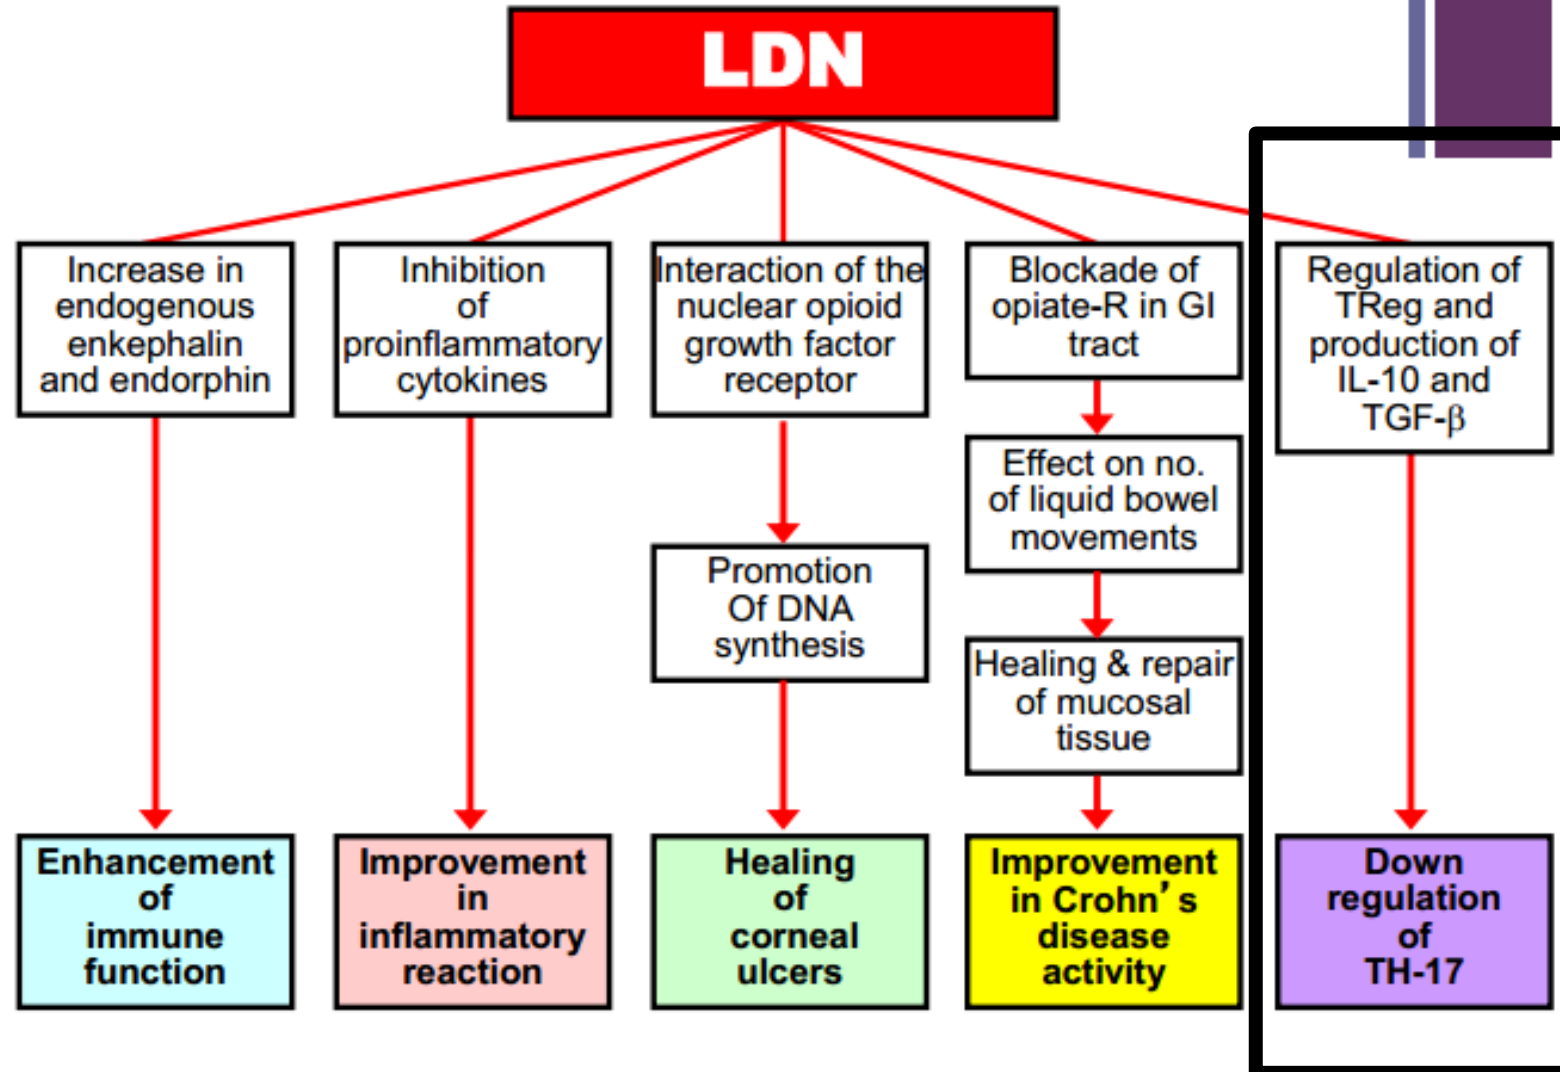 LDN
Increase in
endogenous
enkephalin
and endorphin
Inhibition
of
proinflammatory
cytokines
Interaction of the
nuclear opioid
growth factor
receptor
Blockade of
opiate-R in GI
tract
Regulation of
TReg and
production of
IL-10 and
TGF-β
Effect on no.
of liquid bowel
movements
Promotion
Of DNA
synthesis
Healing & repair
of mucosal
tissue
Enhancement
of
immune
function
Improvement
in
inflammatory
reaction
Healing
of
corneal
ulcers
Improvement
in Crohn’ s
disease
activity
Down
regulation
of
TH-17